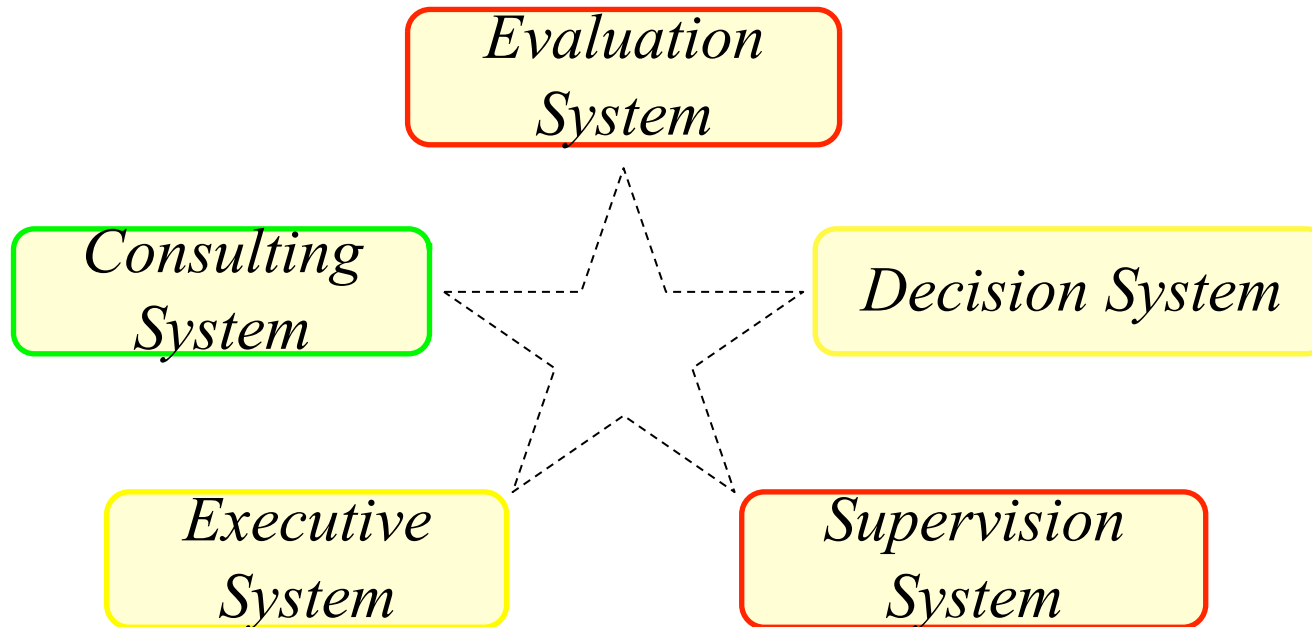 Evaluation
System
Consulting
System
Decision System
Executive
System
Supervision
System